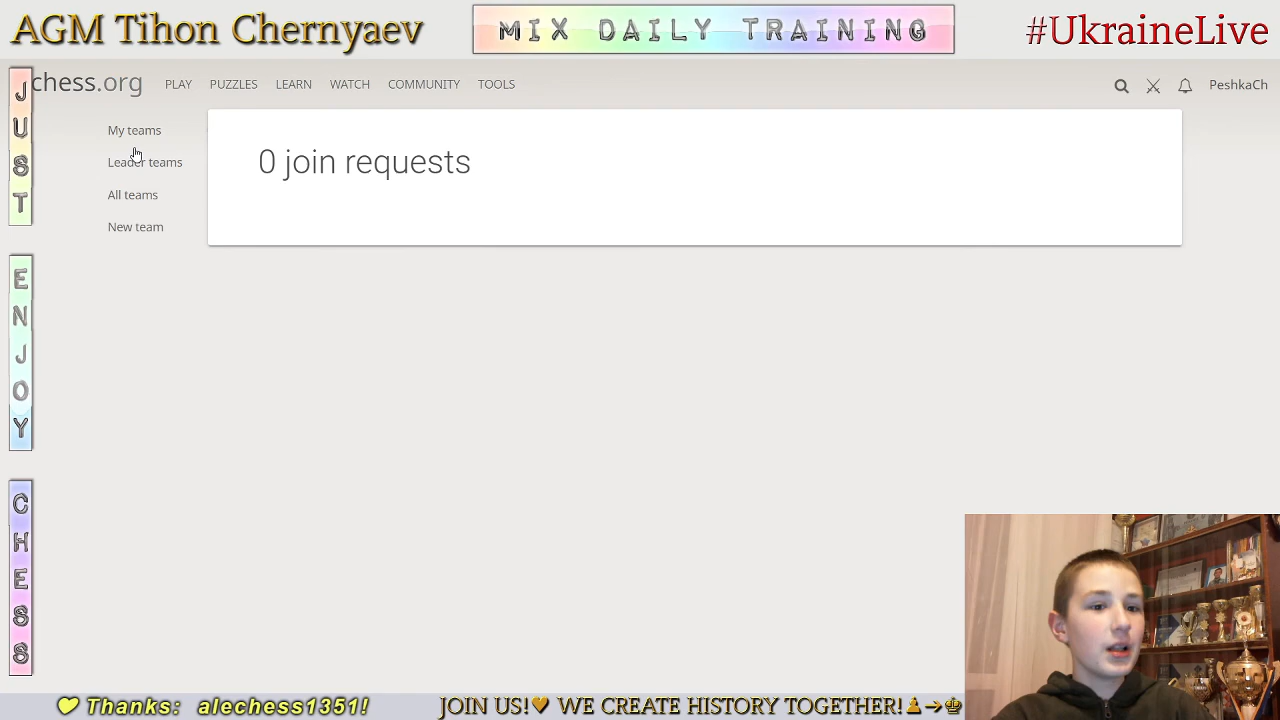 AGM Tihon Chernyaev
MIX DAILY TRAINING
#UkraineLive
chess.org
PLAY
PUZZLES
LEARN
WATCH
COMMUNITY
TOOLS
PeshkaCh
JUST
ENJOY
CHESS
My teams
Leader teams
All teams
New team
0 join requests
Thanks: alechess1351!
JOIN US!♥ WE CREATE HISTORY TOGETHER!♟→♚